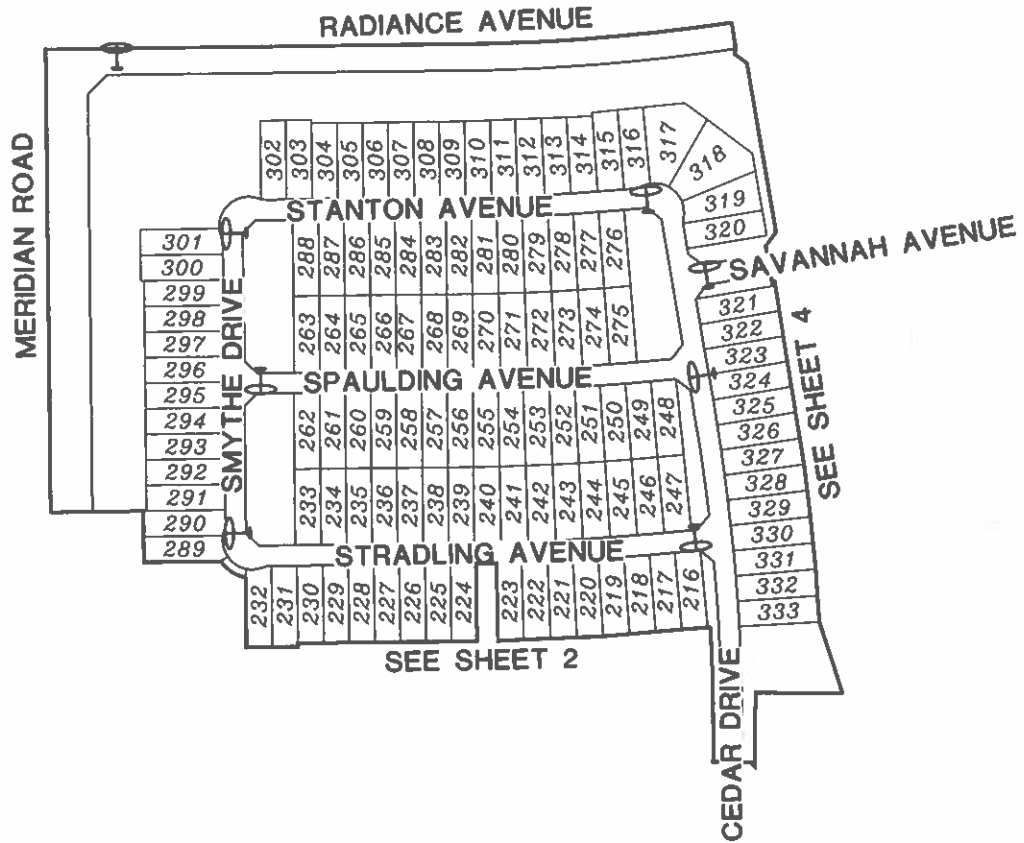 RADIANCE AVENUE
MERIDIAN ROAD
302 303 304 305 306 307 308 309 310 311 312 313 314 315 316 317
318
319
320
STANTON AVENUE
SAVANNAH AVENUE
301
300
299
298
297
296
295
294
293
292
291
290
289
SMYTHE DRIVE
288 287 286 285 284 283 282 281 280 279 278 277 276
263 264 265 266 267 268 269 270 271 272 273 274 275
SPAULDING AVENUE
262 261 260 259 258 257 256 255 254 253 252 251 250 249 248
233 234 235 236 237 238 239 240 241 242 243 244 245 246 247
STRADLING AVENUE
232 231 230 229 228 227 226 225 224 223 222 221 220 219 218 217 216
321
322
323
324
325
326
327
328
329
330
331
332
333
SEE SHEET 4
SEE SHEET 2
CEDAR DRIVE